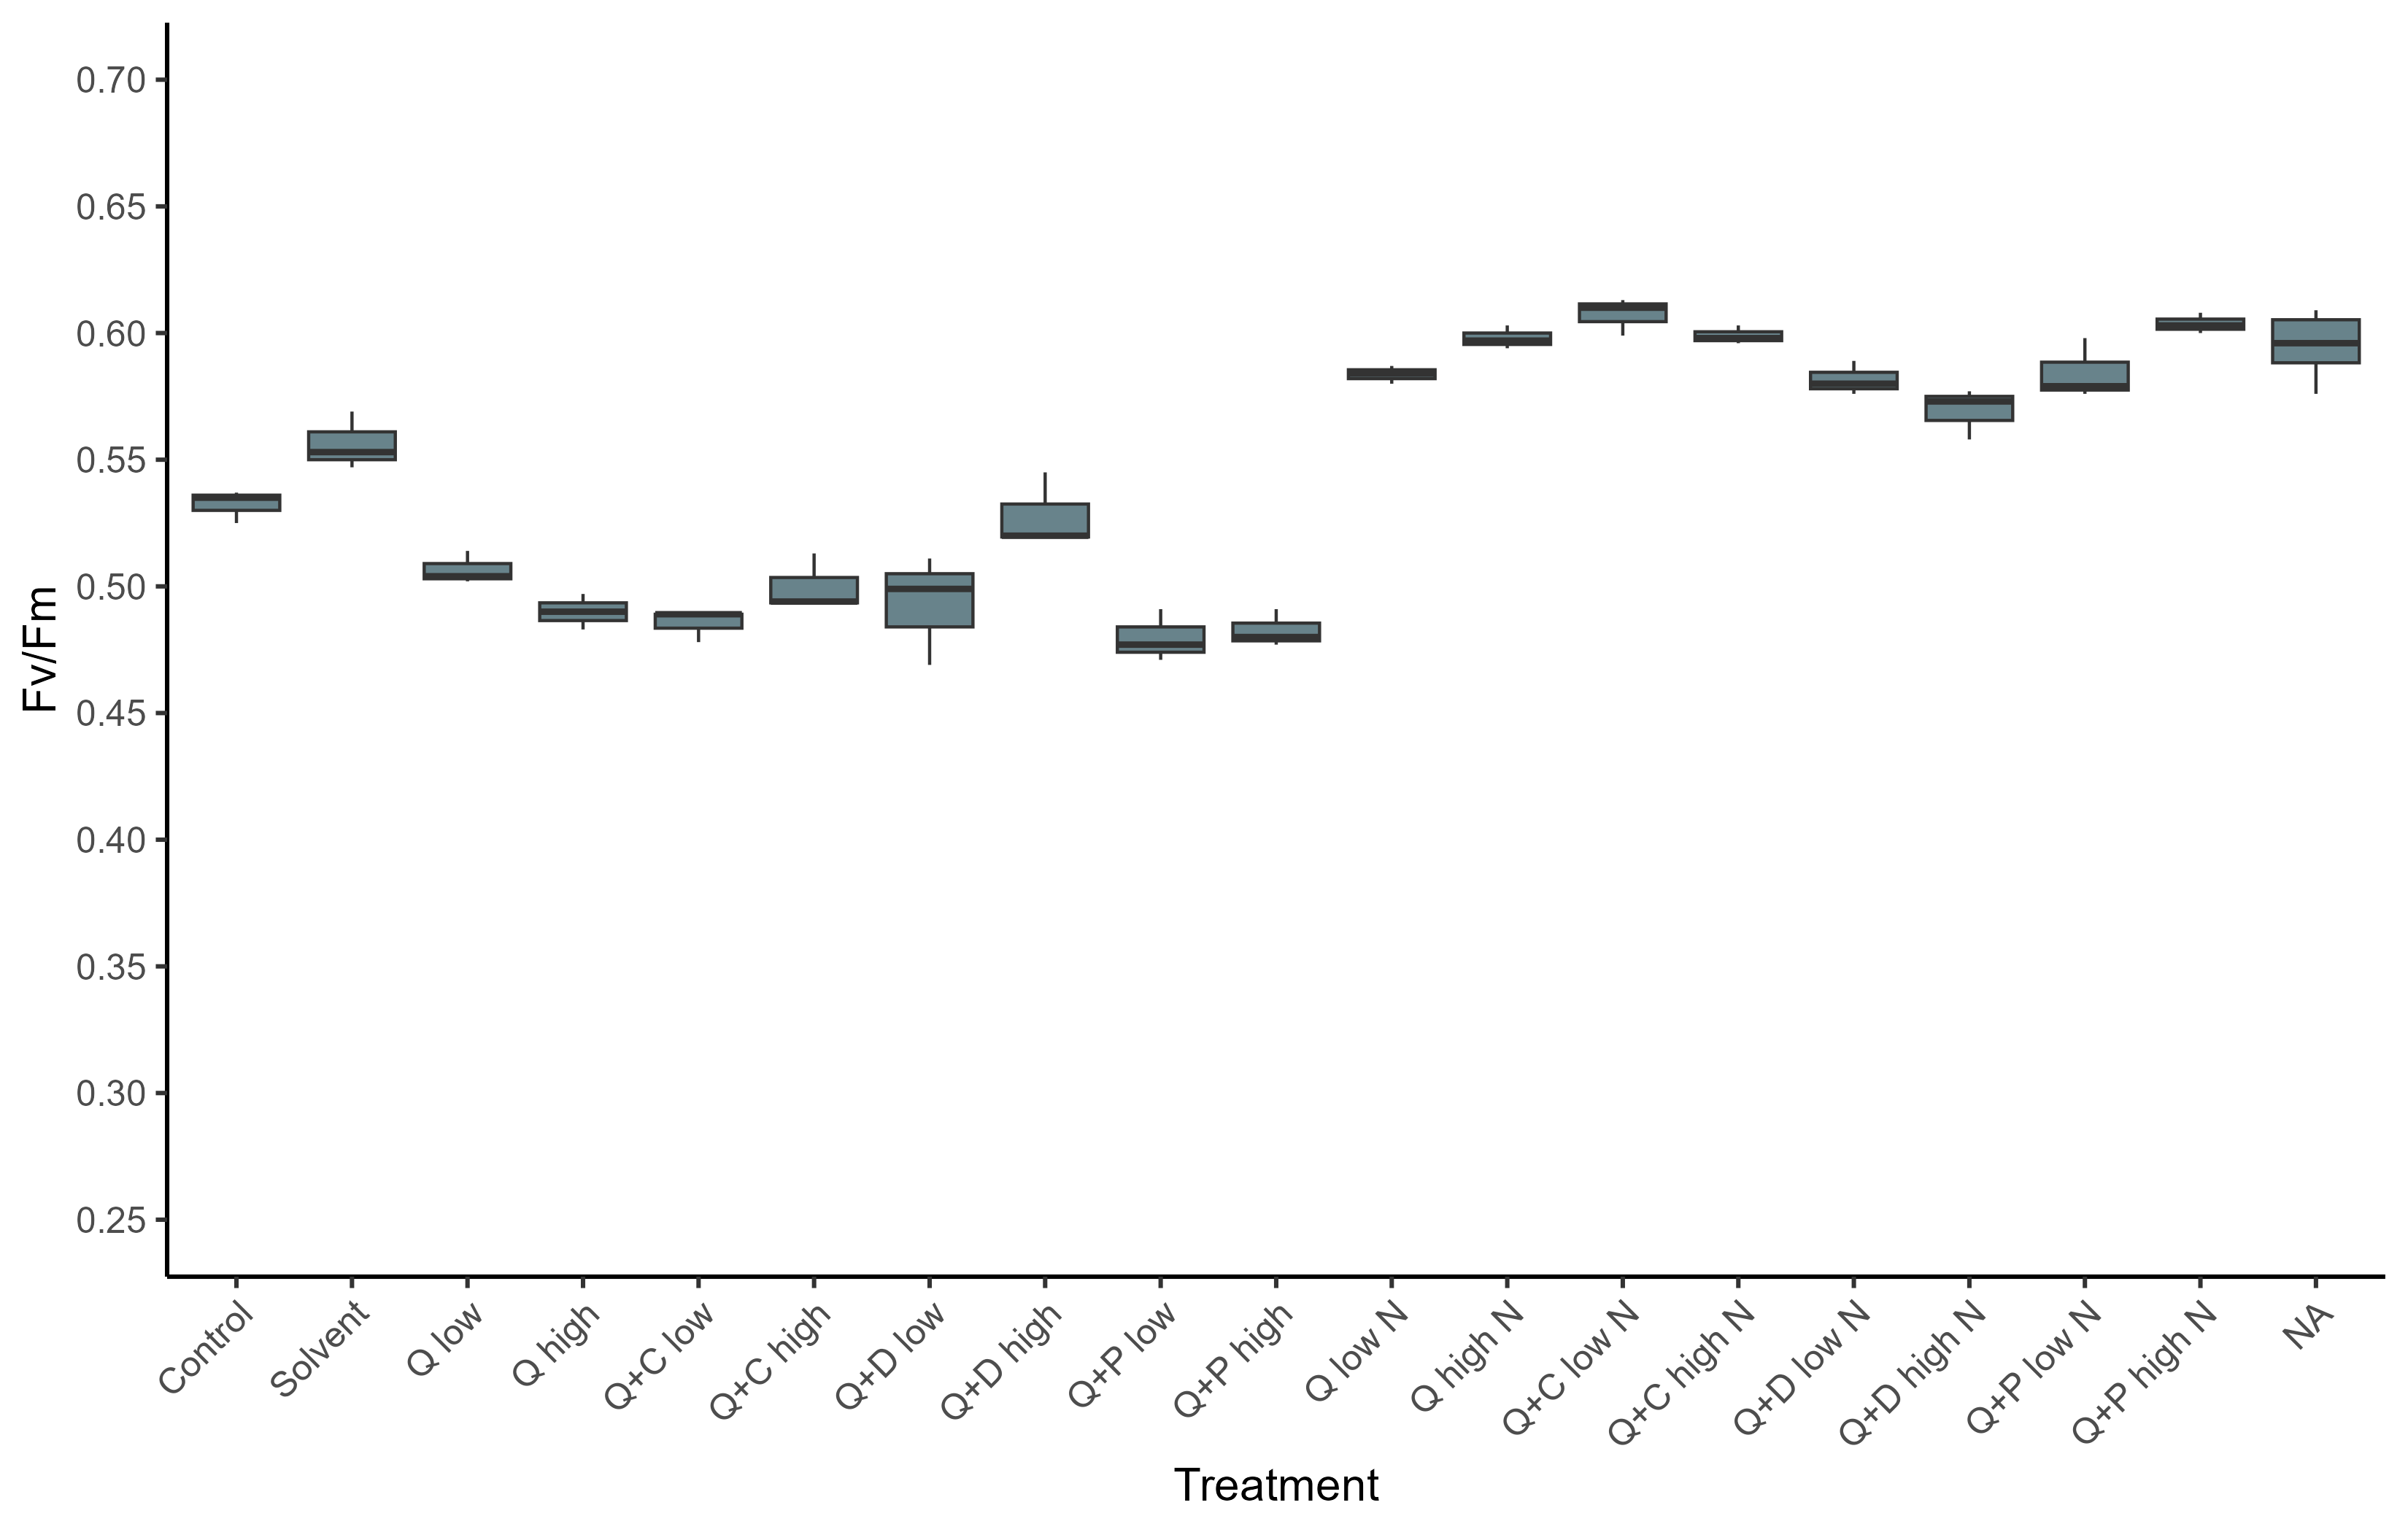 0.70
0.65
0.60
0.55
0.50
0.45
0.40
0.35
0.30
0.25
Fv/Fm
Control
Solvent
Q low
Q high
Q+C low
Q+C high
Q+D low
Q+D high
Q+P low
Q+P high
Q low N
Q high N
Q+C low N
Q+C high N
Q+D low N
Q+D high N
Q+P low N
Q+P high N
NA
Treatment